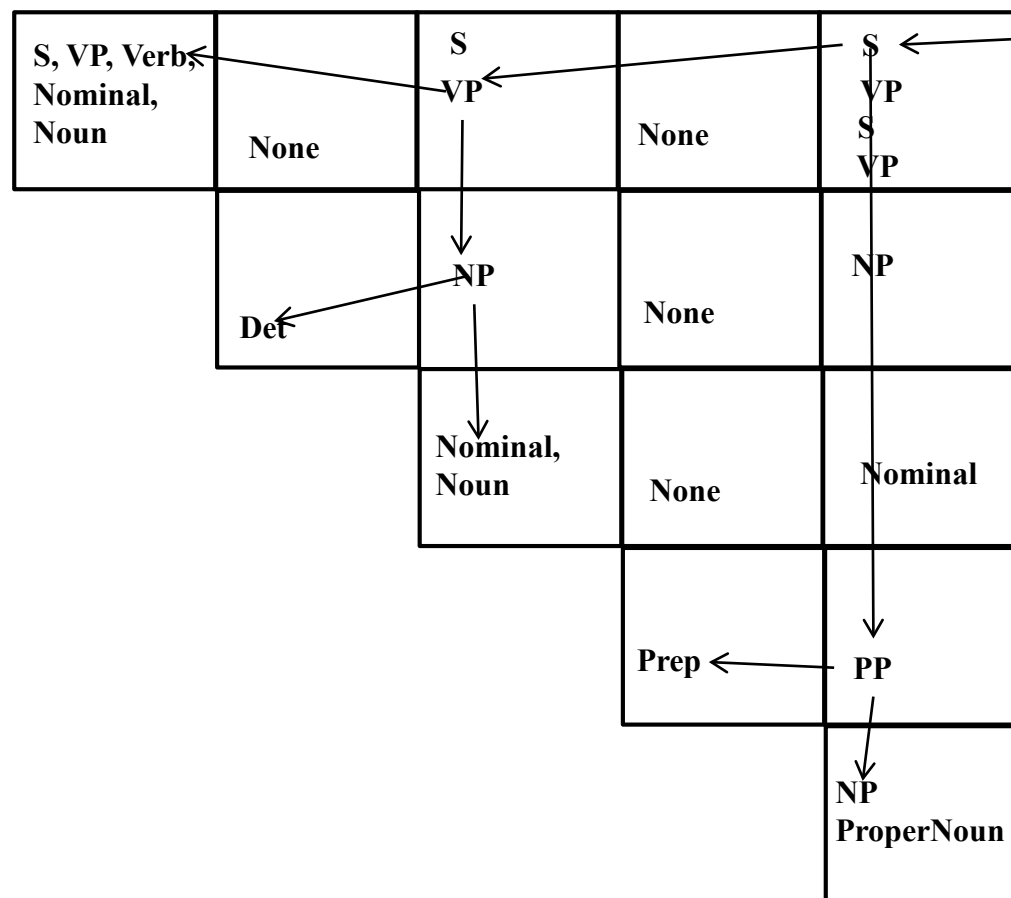 S, VP, Verb,
Nominal,
Noun
None
S
VP
None
S
VP
S
VP
Det
NP
None
NP
Nominal,
Noun
None
Nominal
Prep
PP
NP
ProperNoun